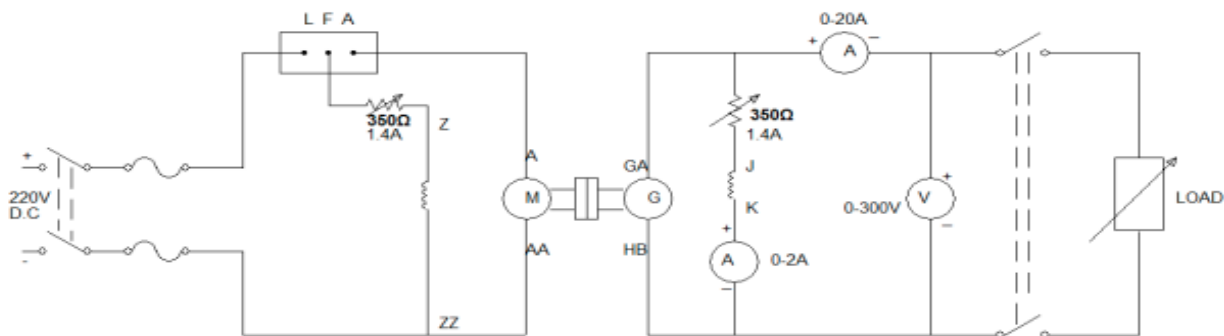 L F A
0-20A
+ A –
350Ω
1.4A
Z
350Ω
1.4A
+
220V
D.C
-
A
M
AA
ZZ
GA
G
HB
J
K
+
A
–
0-2A
+
0-300V
V
–
LOAD